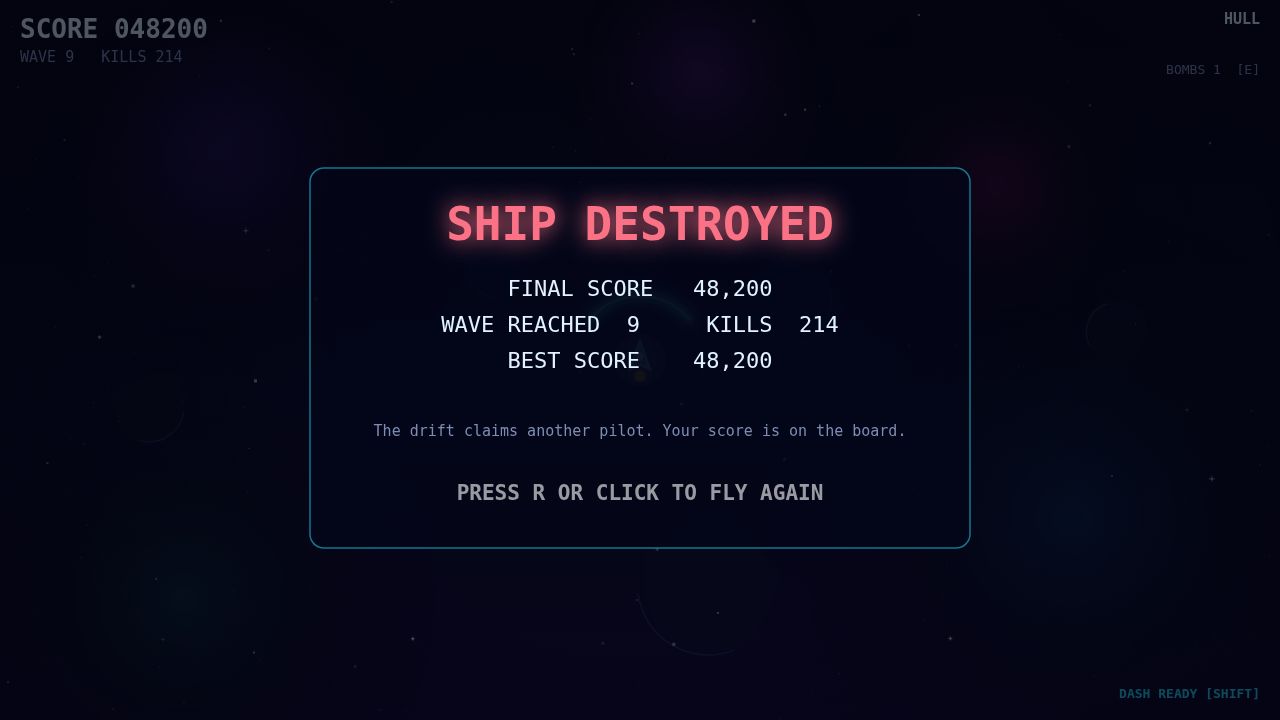 SCORE 048200
HULL
WAVE 9 KILLS 214
BOMBS 1 [E]
SHIP DESTROYED
FINAL SCORE 48,200
WAVE REACHED 9 KILLS 214
BEST SCORE 48,200
The drift claims another pilot. Your score is on the board.
PRESS R OR CLICK TO FLY AGAIN
DASH READY [SHIFT]